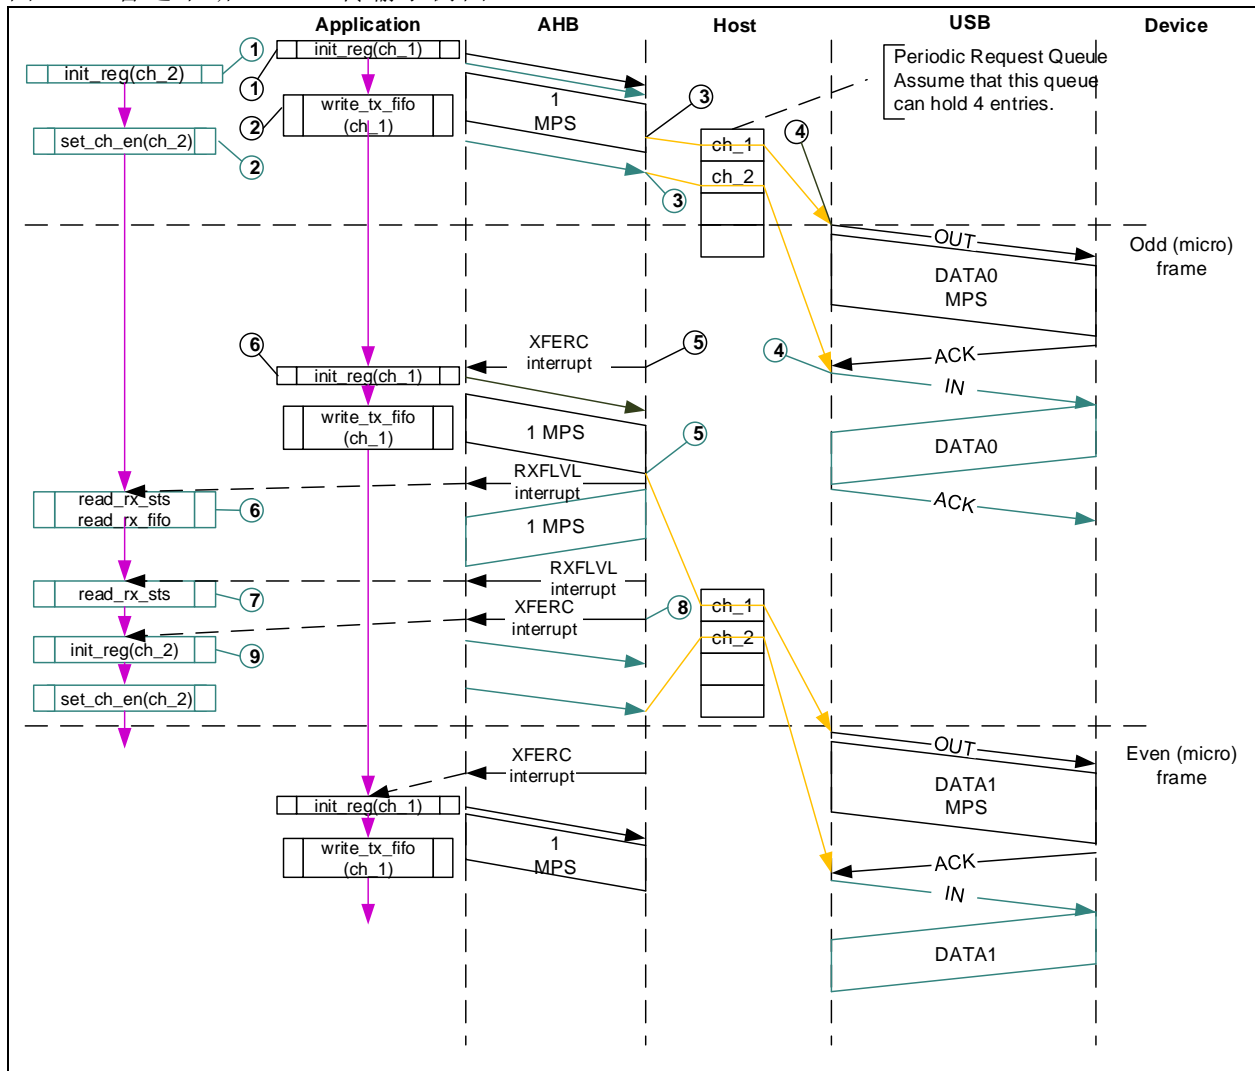 Application
AHB
Host
USB
Device
init_reg(ch_1)
1
init_reg(ch_2)
1
Periodic Request Queue
Assume that this queue
can hold 4 entries.
write_tx_fifo
(ch_1)
2
1
MPS
3
4
set_ch_en(ch_2)
2
ch_1
ch_2
3
OUT
Odd (micro)
frame
DATA0
MPS
ACK
6
XFERC
interrupt
5
4
init_reg(ch_1)
IN
write_tx_fifo
(ch_1)
1 MPS
5
DATA0
RXFLVL
interrupt
read_rx_sts
read_rx_fifo
6
ACK
1 MPS
RXFLVL
interrupt
read_rx_sts
7
XFERC
interrupt
8
ch_1
ch_2
init_reg(ch_2)
9
set_ch_en(ch_2)
OUT
Even (micro)
frame
XFERC
interrupt
DATA1
MPS
init_reg(ch_1)
write_tx_fifo
(ch_1)
1
MPS
ACK
IN
DATA1